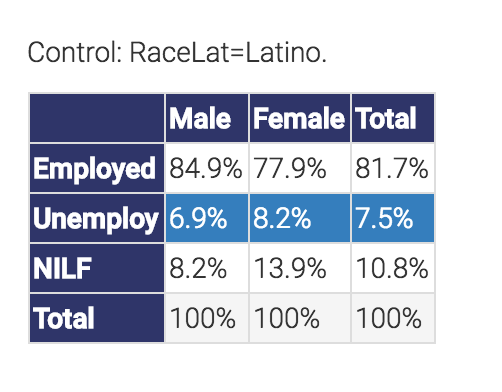 Control: RaceLat=Latino.
Male Female Total
Employed 84.9% 77.9% 81.7%
Unemploy 6.9% 8.2% 7.5%
NILF 8.2% 13.9% 10.8%
Total 100% 100% 100%